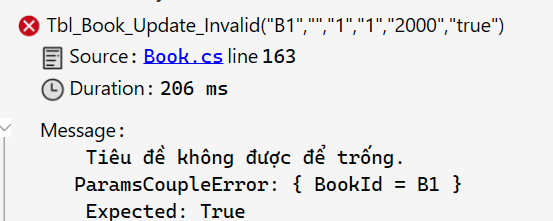 Tbl_Book_Update_Invalid("B1","","1","1","2000","true")
Source: Book.cs line 163
Duration: 206 ms
Message:
Tiêu đề không được để trống.
ParamsCoupleError: { BookId = B1 }
Expected: True